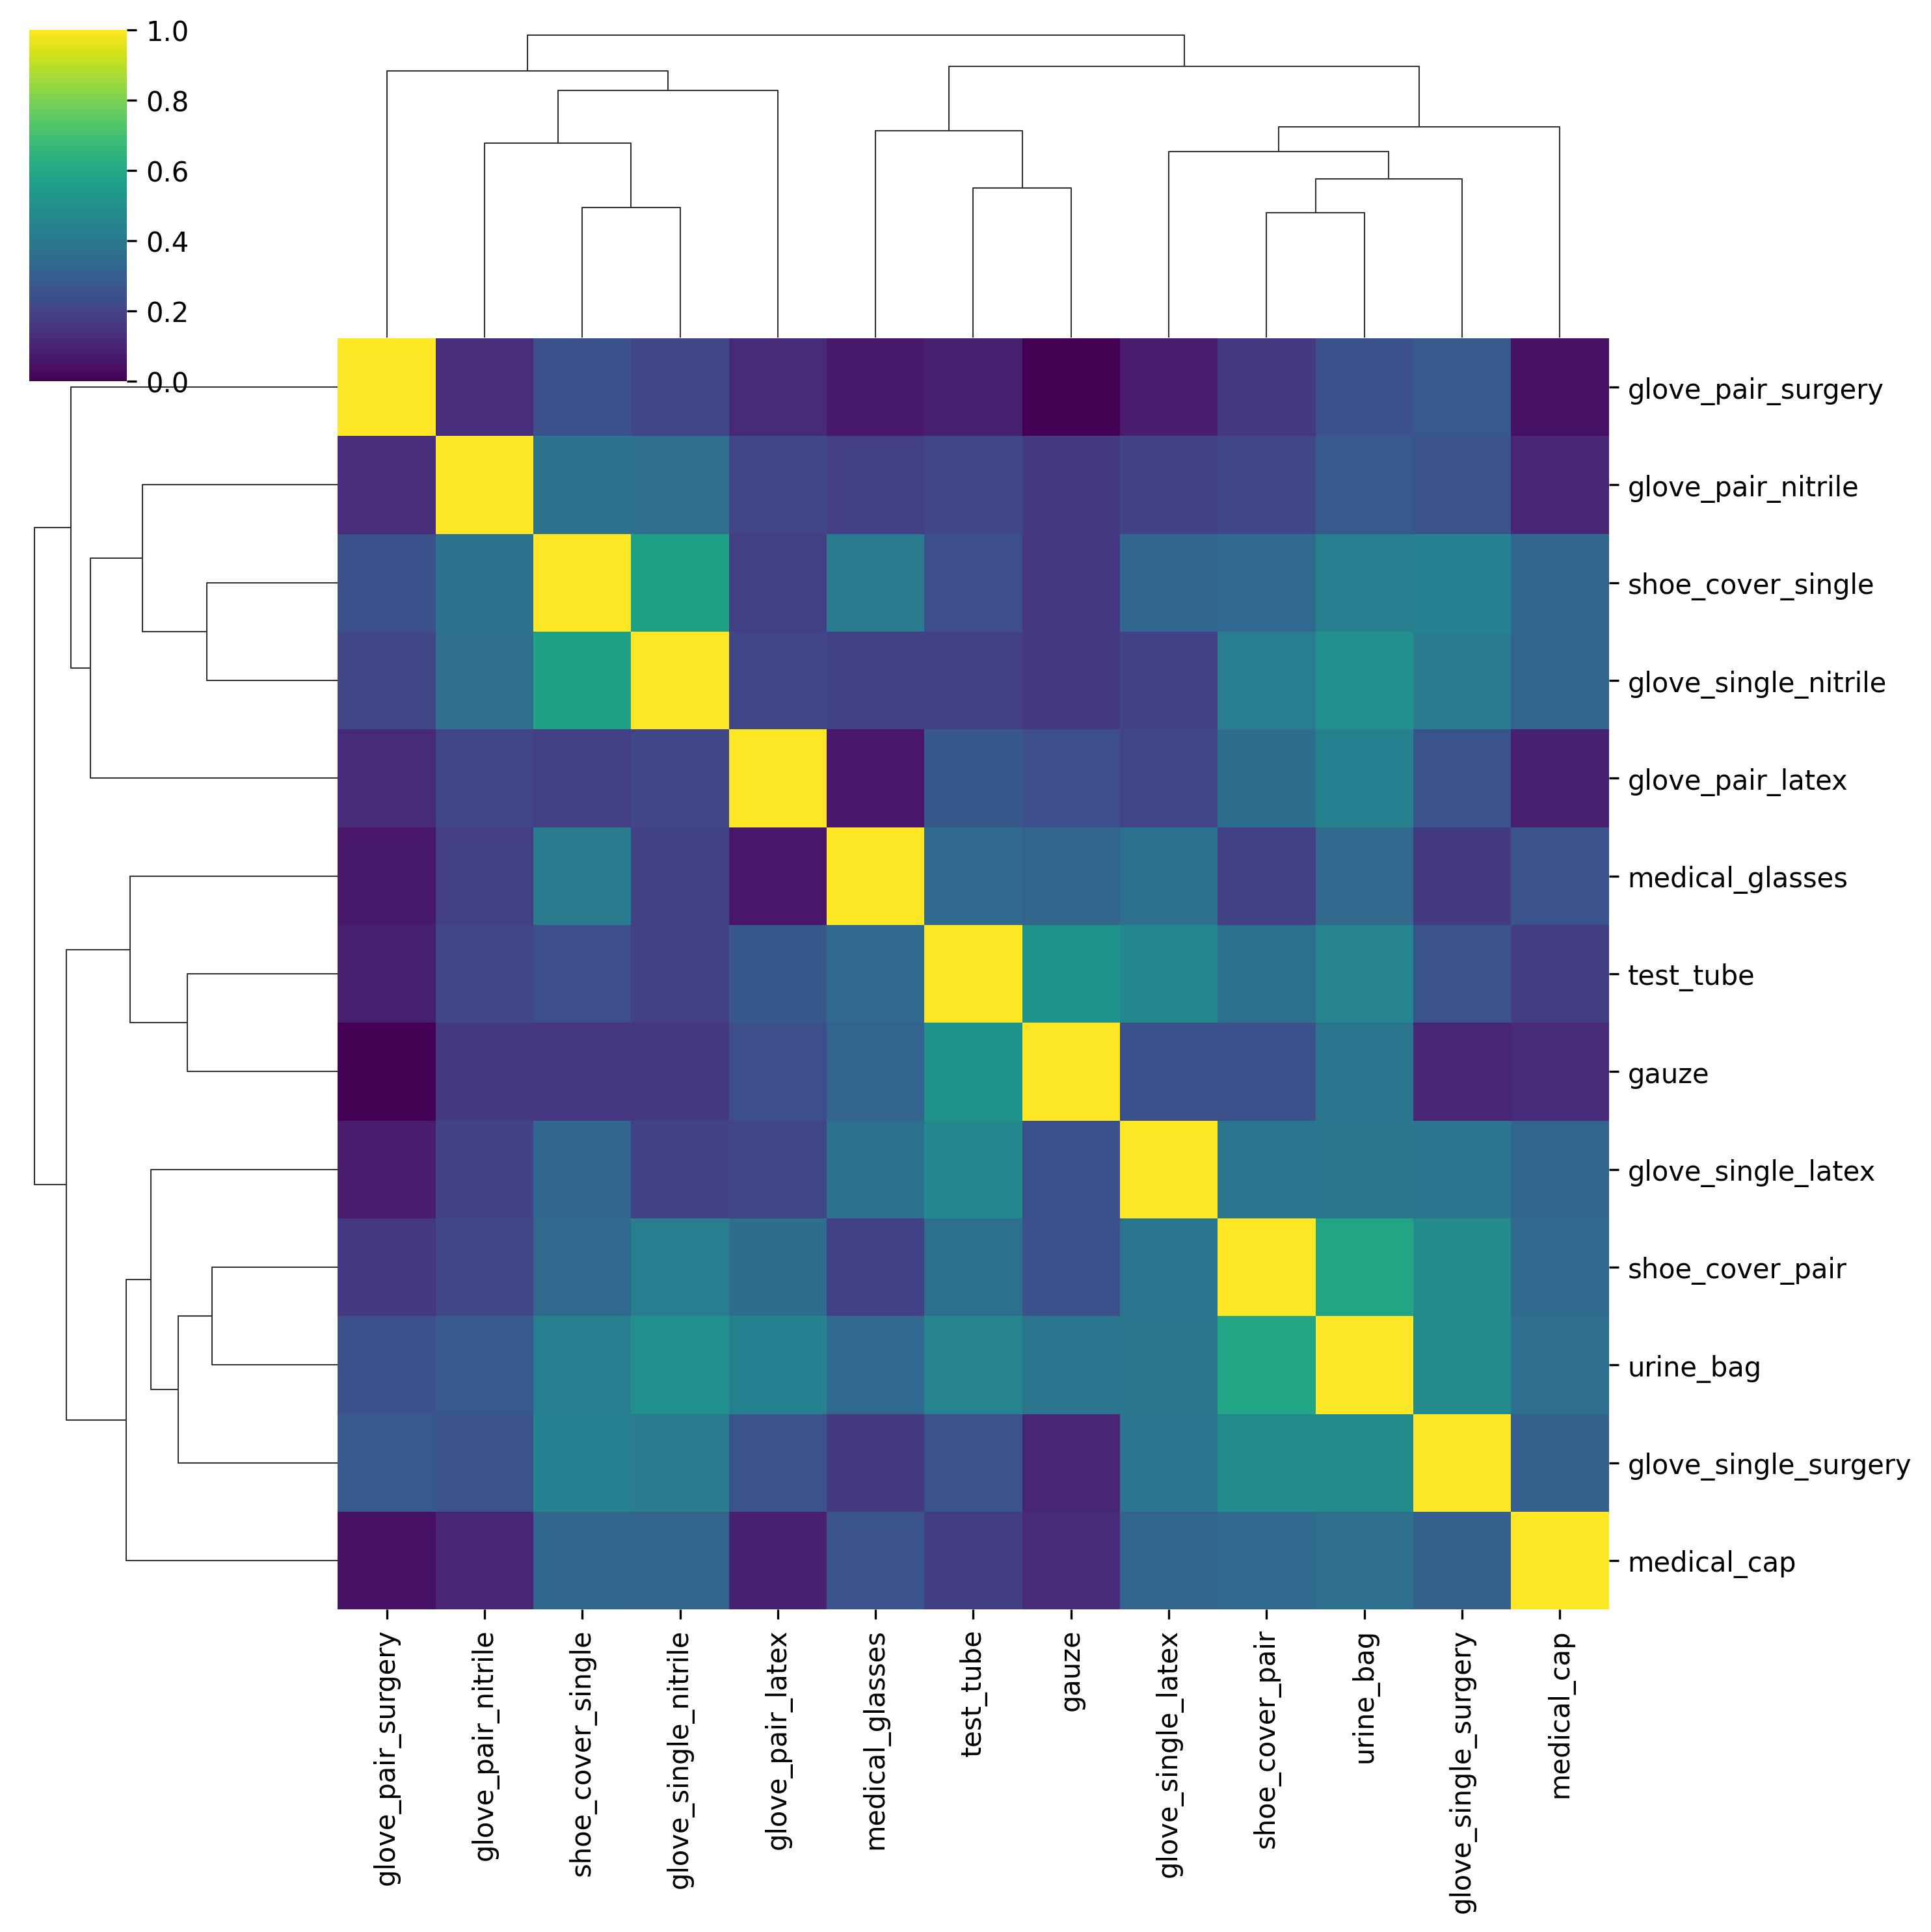 1.0
0.8
0.6
0.4
0.2
0.0
glove_pair_surgery
glove_pair_nitrile
shoe_cover_single
glove_single_nitrile
glove_pair_latex
medical_glasses
test_tube
gauze
glove_single_latex
shoe_cover_pair
urine_bag
glove_single_surgery
medical_cap
glove_pair_surgery
glove_pair_nitrile
shoe_cover_single
glove_single_nitrile
glove_pair_latex
medical_glasses
test_tube
gauze
glove_single_latex
shoe_cover_pair
urine_bag
glove_single_surgery
medical_cap